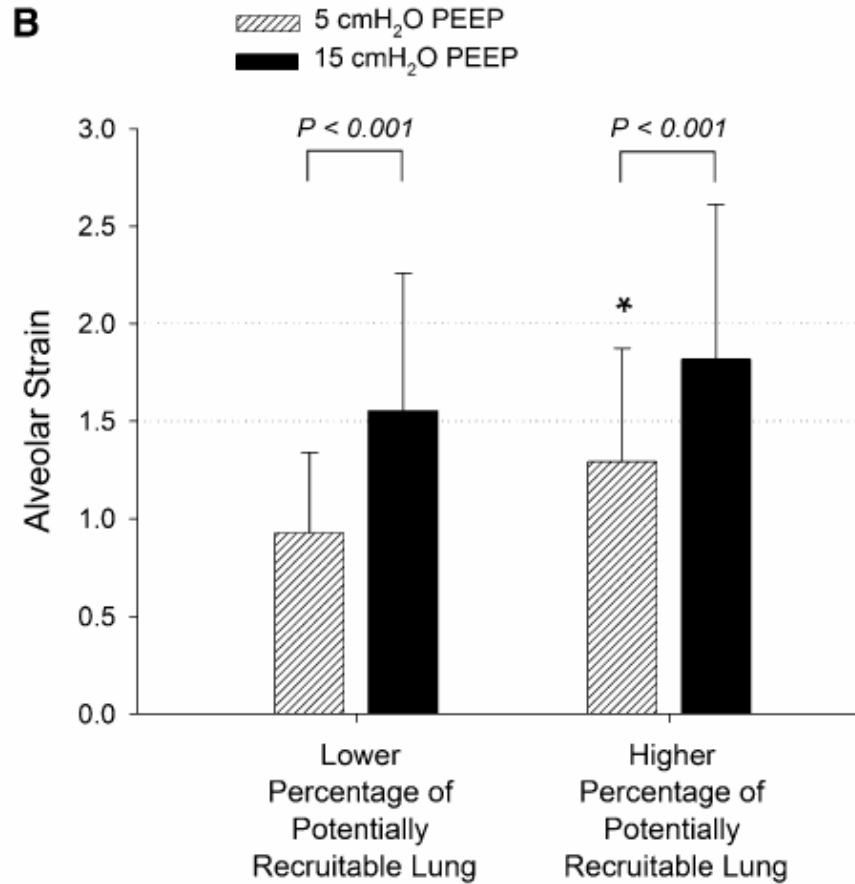 B
5 cmH₂O PEEP
15 cmH₂O PEEP
P < 0.001
P < 0.001
3.0
2.5
2.0
1.5
1.0
0.5
0.0
*
Alveolar Strain
Lower
Percentage of
Potentially
Recruitable Lung
Higher
Percentage of
Potentially
Recruitable Lung